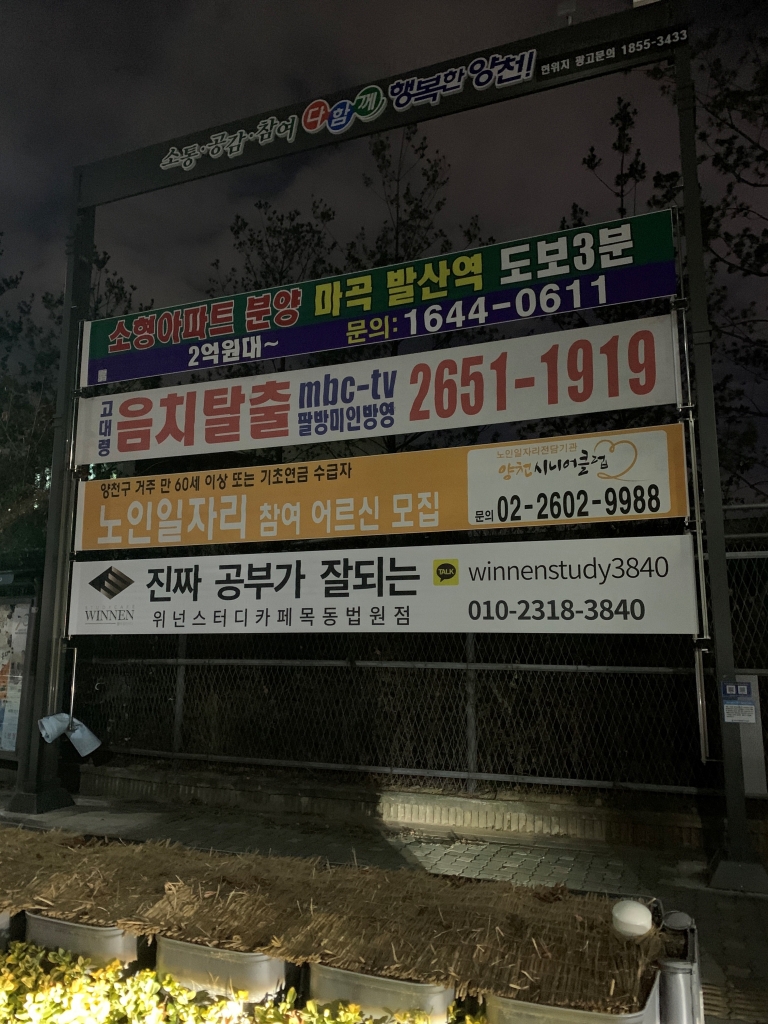 소통·공감·참여 다함께 행복한 양천! 현위치 광고문의 1855-3433
소형아파트 분양 마곡 발산역 도보3분
2억원대~ 문의:1644-0611
고대령 음치탈출 mbc-tv 팔방미인방영 2651-1919
양천구 거주 만 60세 이상 또는 기초연금 수급자
노인일자리 참여 어르신 모집
노인일자리전담기관
양천시니어클럽
문의 02-2602-9988
WINNEN
진짜 공부가 잘되는
위넌스터디카페목동법원점
TALK winnenstudy3840
010-2318-3840